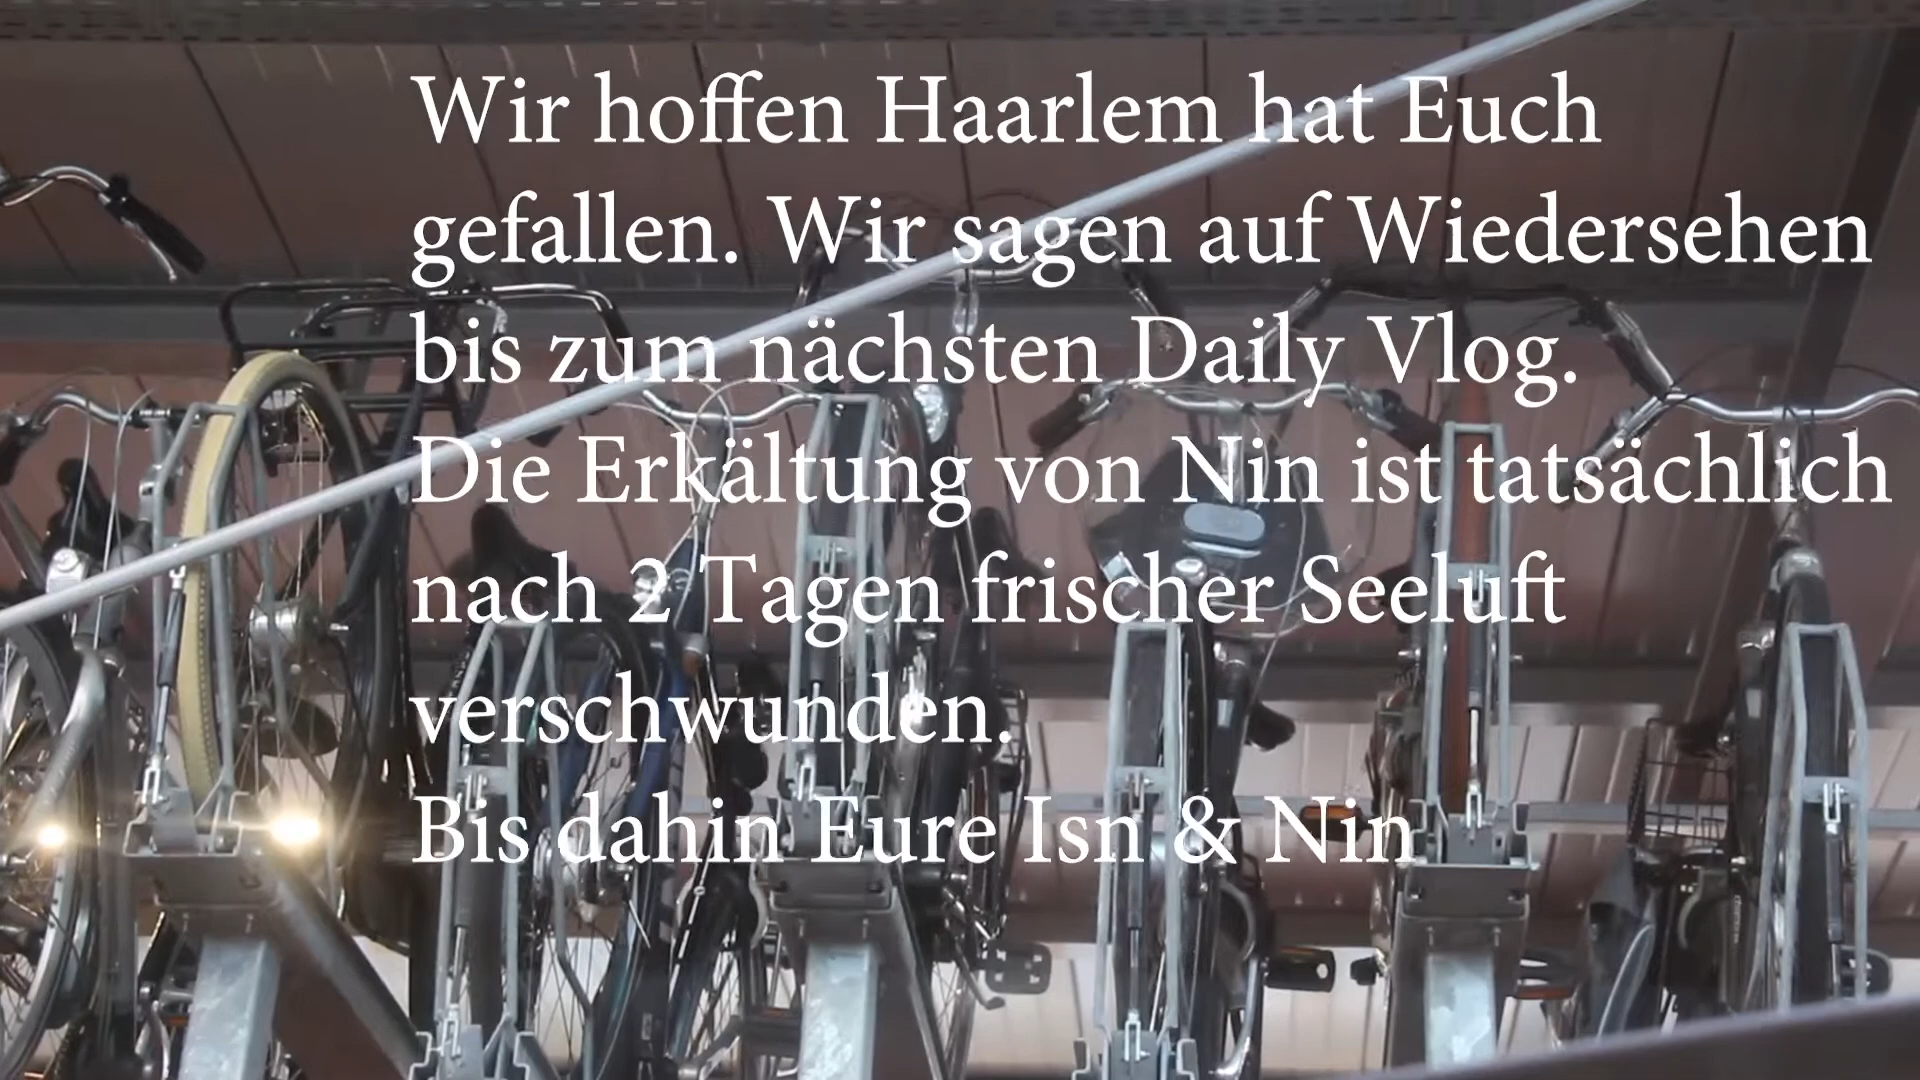 Wir hoffen Haarlem hat Euch
gefallen. Wir sagen auf Wiedersehen
bis zum nächsten Daily Vlog.
Die Erkältung von Nin ist tatsächlich
nach 2 Tagen frischer Seeluft
verschwunden.
Bis dahin Eure Isn & Nin